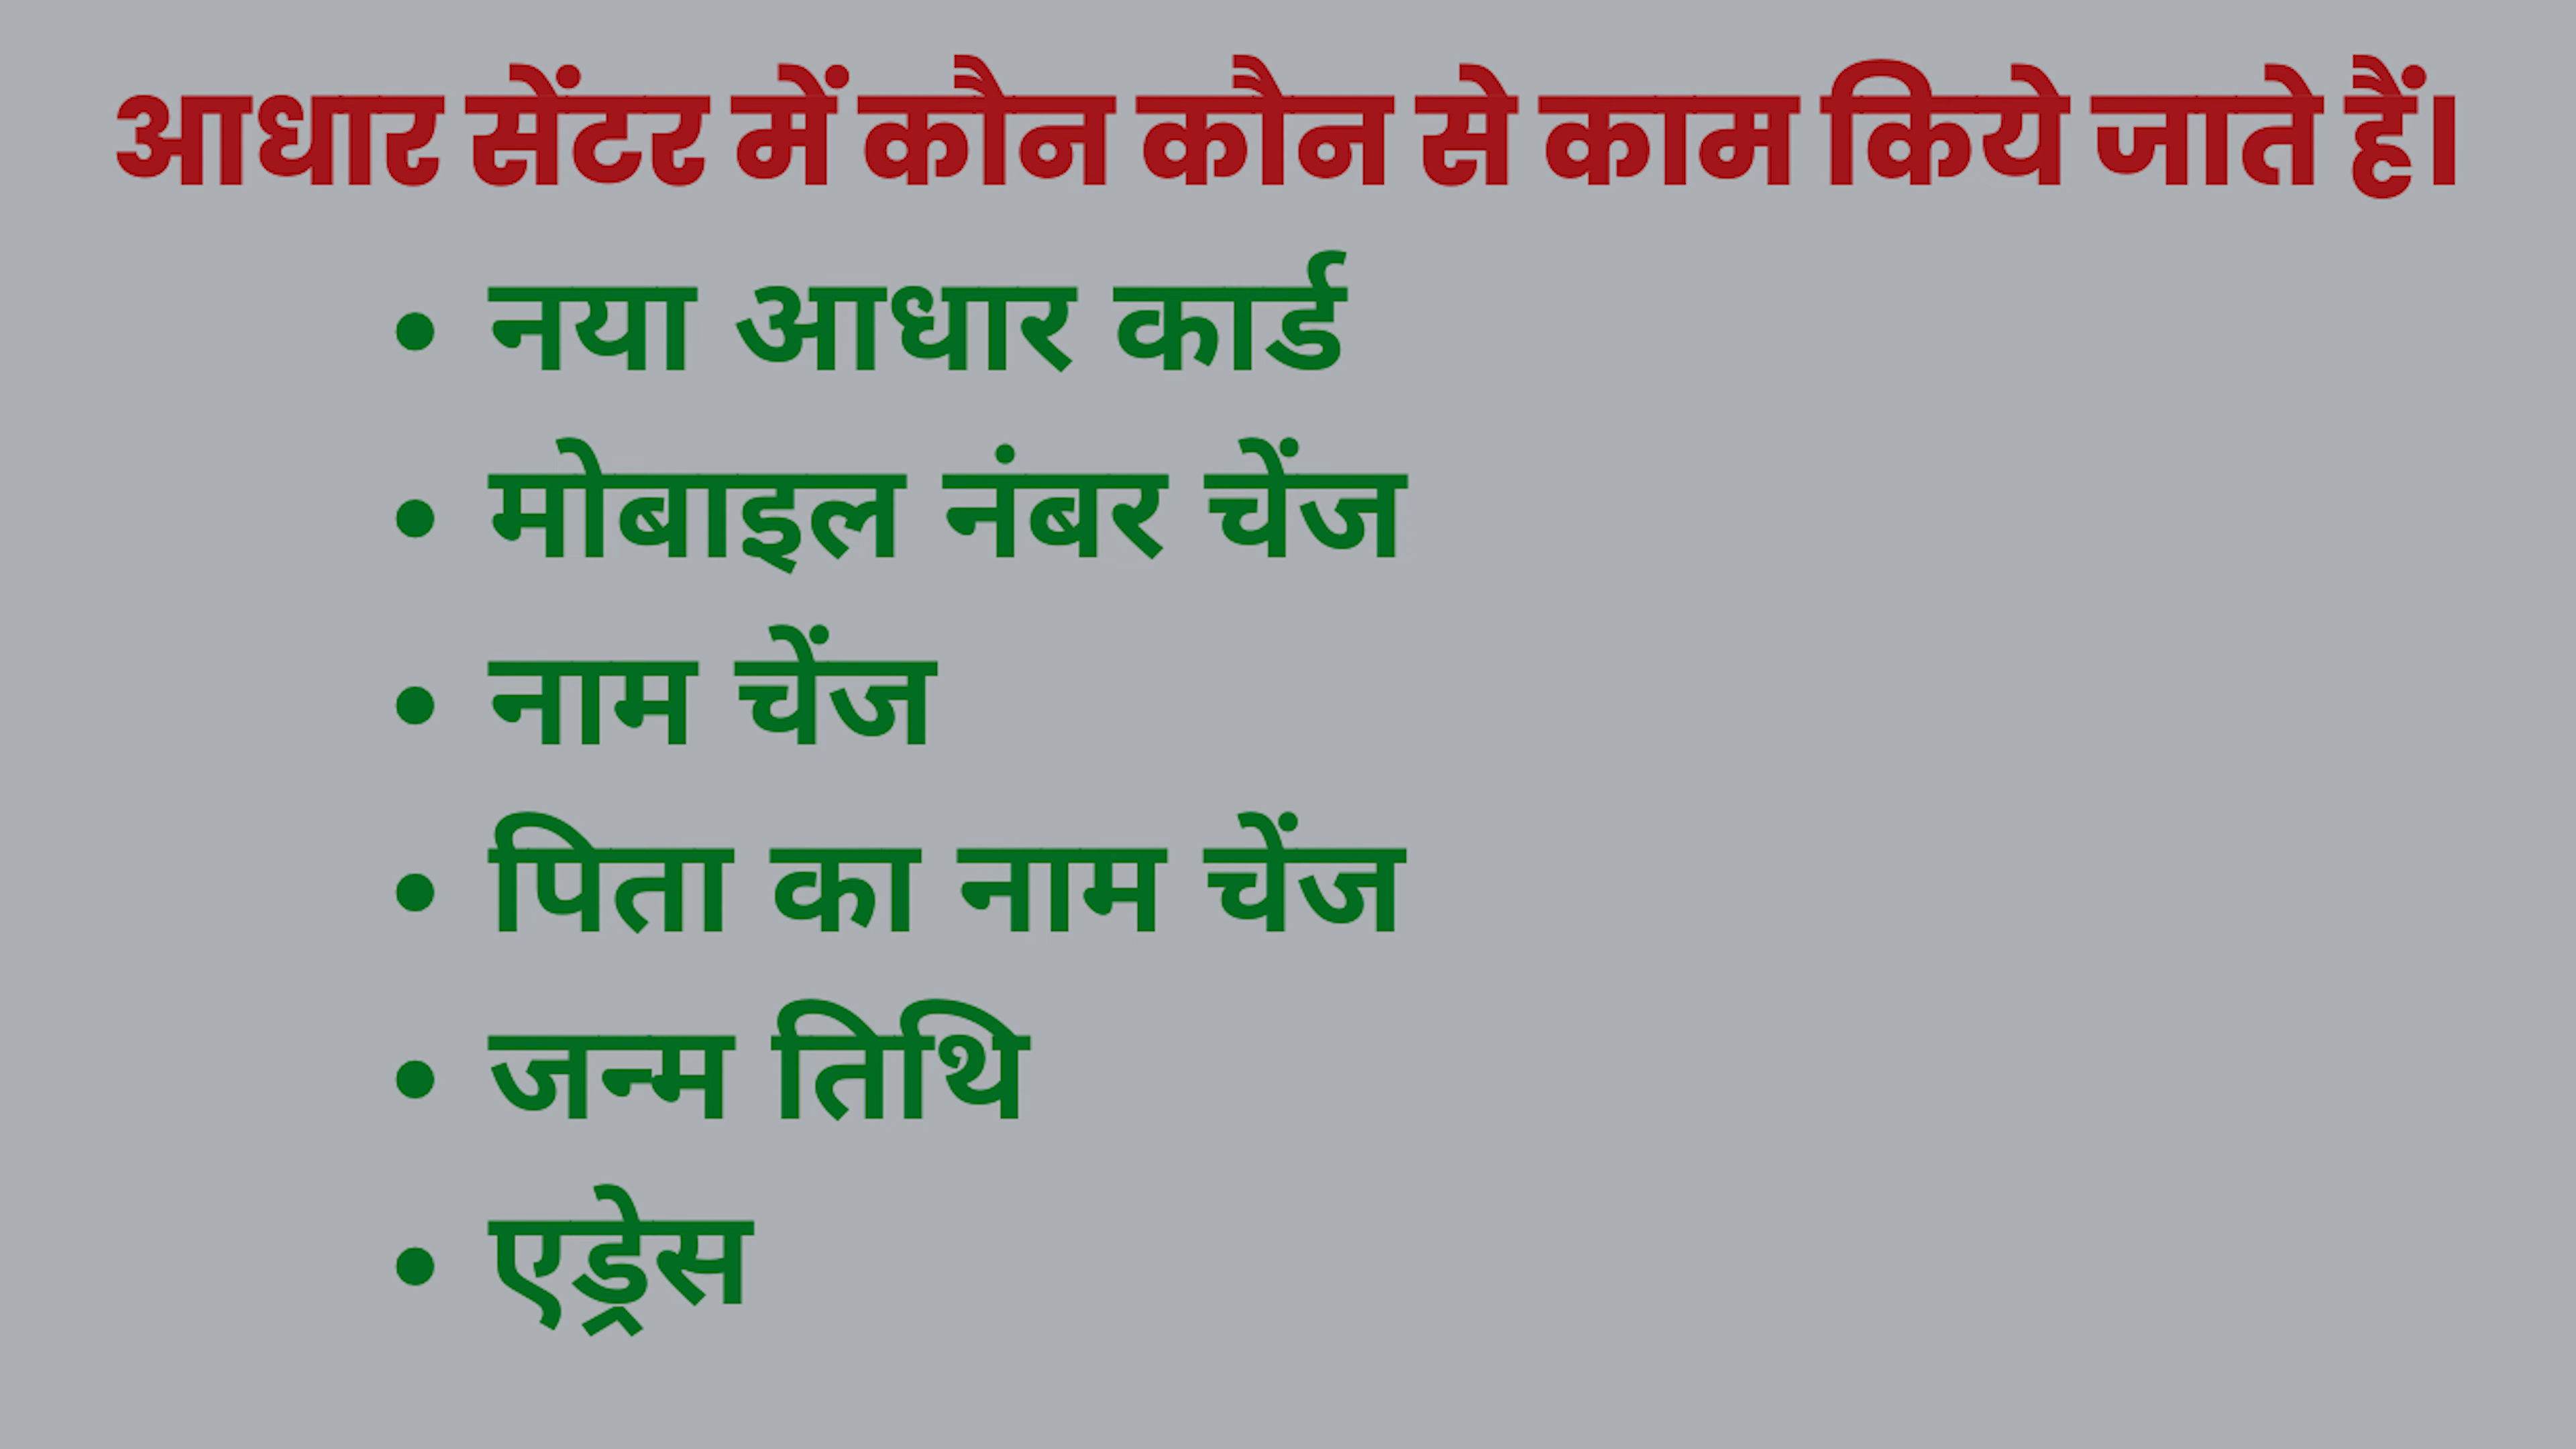 आधार सेंटर में कौन कौन से काम किये जाते हैं।
• नया आधार कार्ड
• मोबाइल नंबर चेंज
• नाम चेंज
• पिता का नाम चेंज
• जन्म तिथि
• एड्रेस